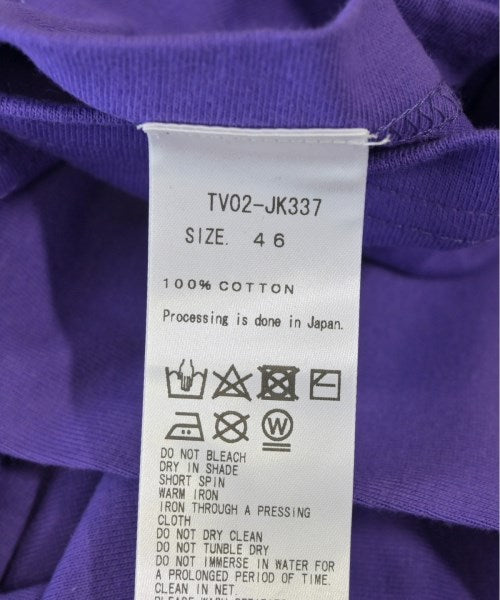 TV02-JK337
SIZE. 46
100% COTTON
Processing is done in Japan.
W
DO NOT BLEACH
DRY IN SHADE
SHORT SPIN
WARM IRON
IRON THROUGH A PRESSING
CLOTH
DO NOT DRY CLEAN
DO NOT TUNBLE DRY
DO NOT IMMERSE IN WATER FOR
A PROLONGED PERIOD OF TIME.
CLEAN IN NET.
PLEASE WASH